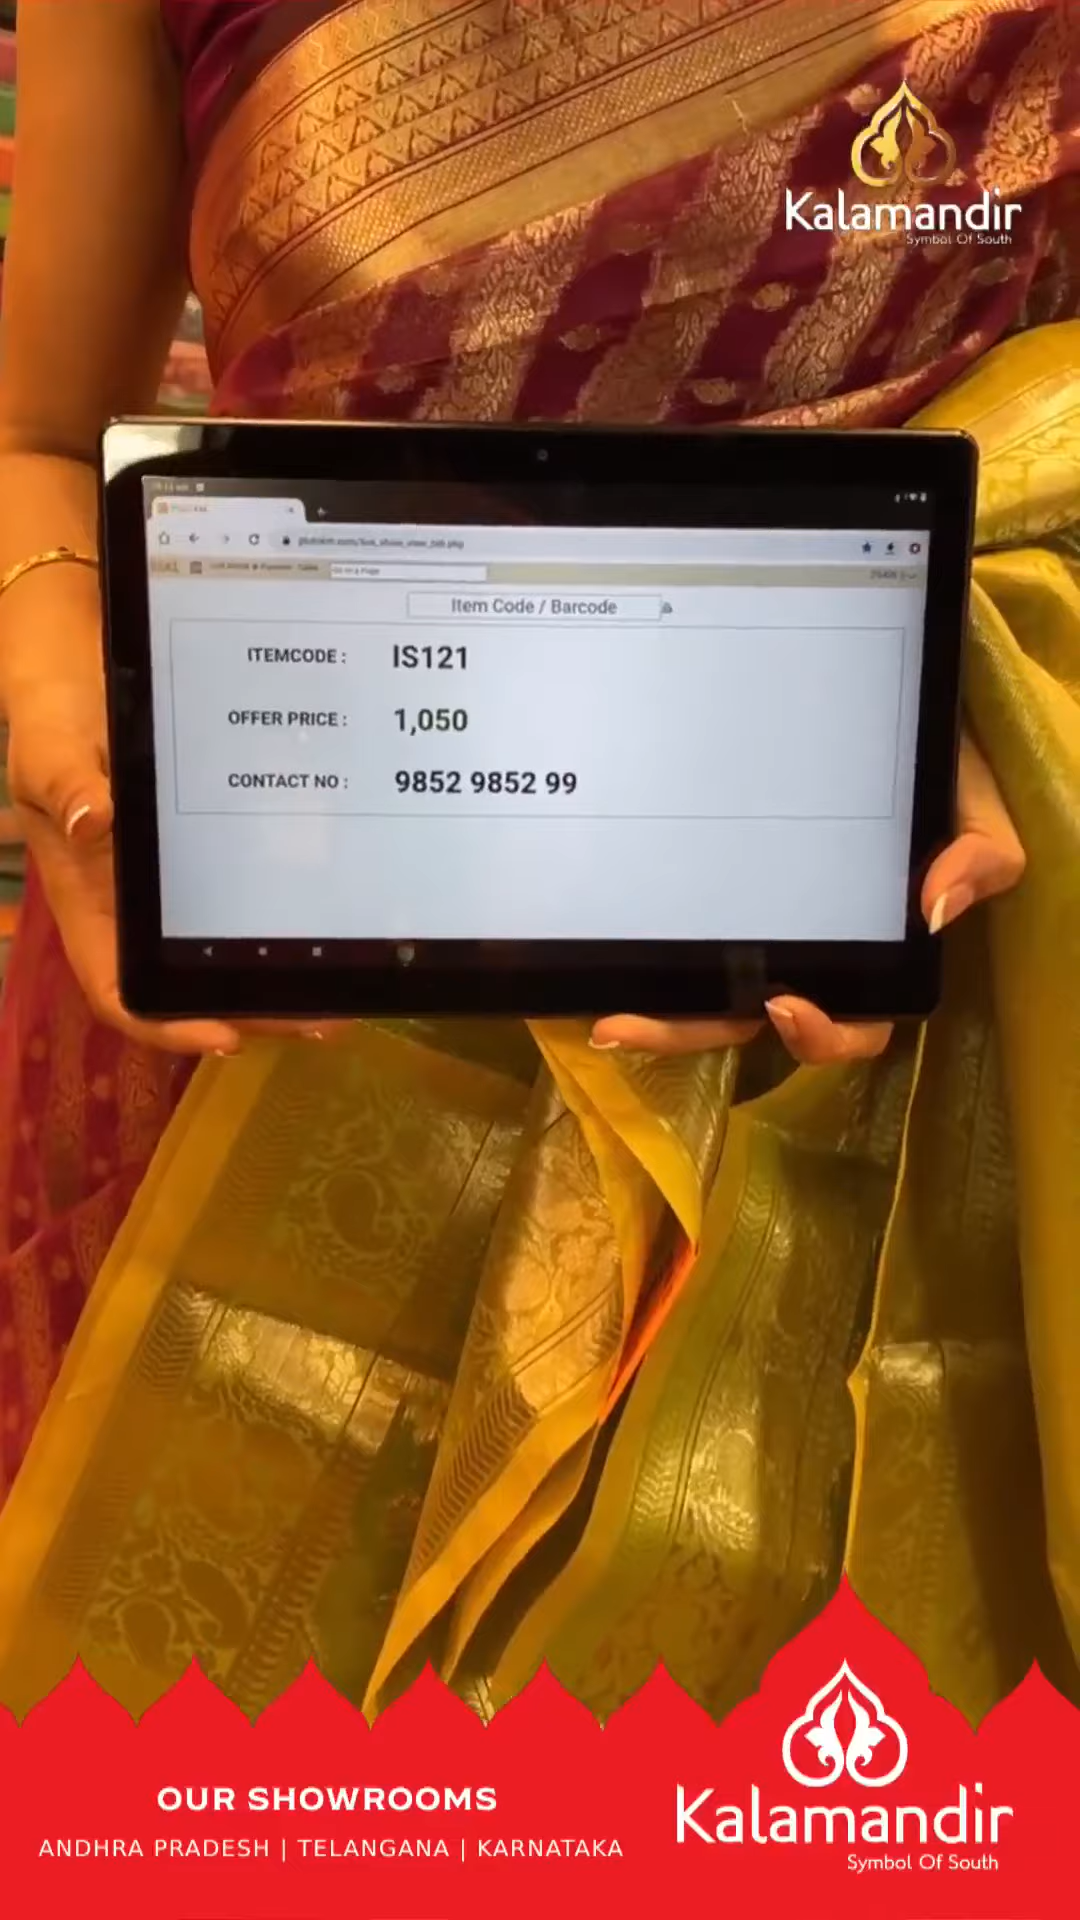 Kalamandir
Symbol Of South
Item Code / Barcode
ITEMCODE : IS121
OFFER PRICE : 1,050
CONTACT NO : 9852 9852 99
OUR SHOWROOMS
ANDHRA PRADESH | TELANGANA | KARNATAKA
Kalamandir
Symbol Of South